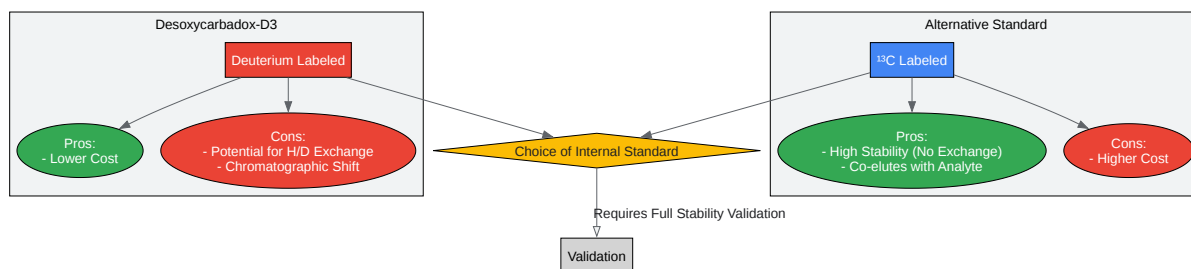 Desoxycarbadox-D3
Deuterium Labeled
Pros:
- Lower Cost
Cons:
- Potential for H/D Exchange
- Chromatographic Shift
Alternative Standard
¹³C Labeled
Pros:
- High Stability (No Exchange)
- Co-elutes with Analyte
Cons:
- Higher Cost
Choice of Internal Standard
Requires Full Stability Validation
Validation